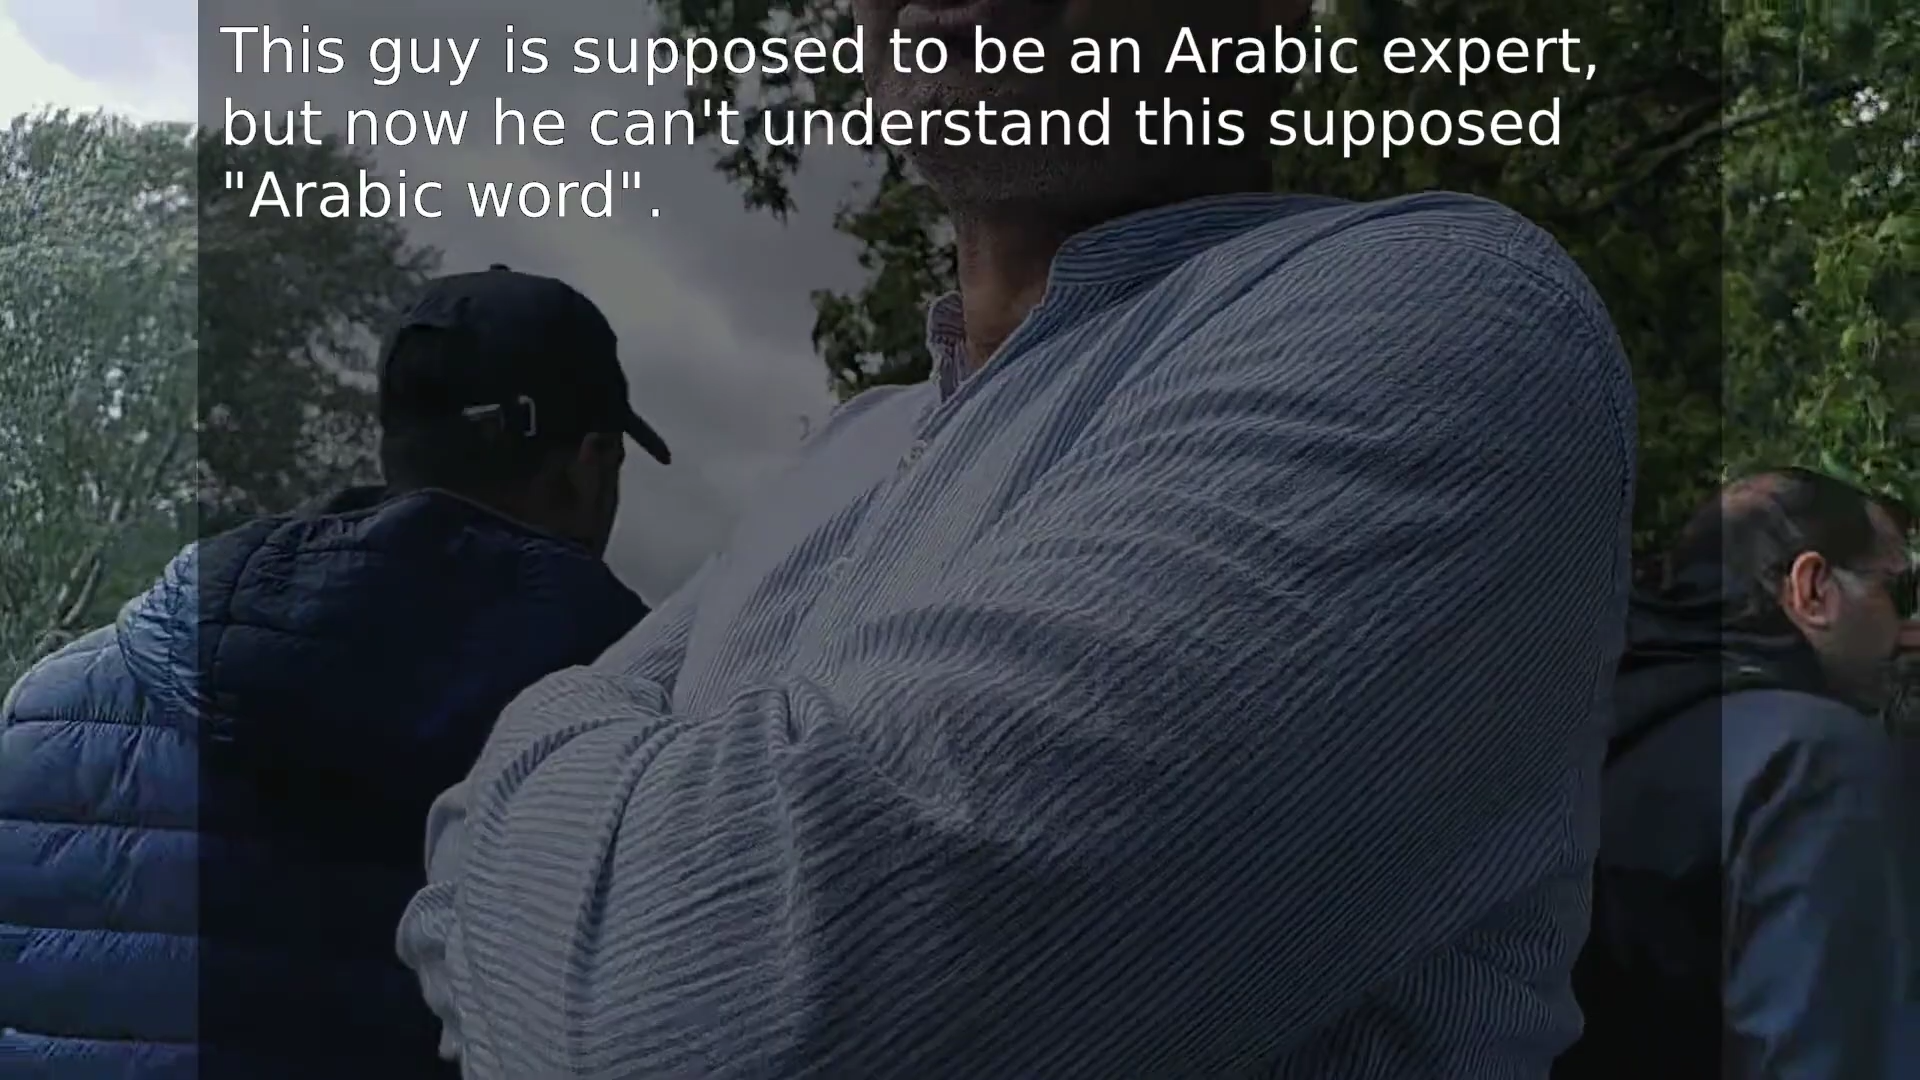 This guy is supposed to be an Arabic expert,
but now he can't understand this supposed
"Arabic word".